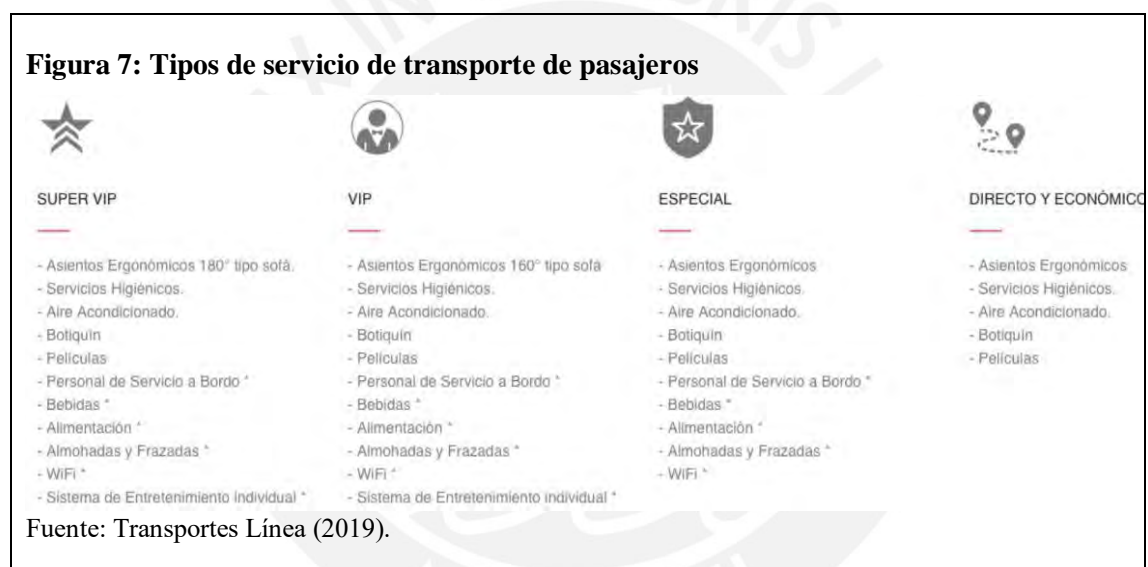 Figura 7: Tipos de servicio de transporte de pasajeros
SUPER VIP
- Asientos Ergonómicos 180° tipo sofá.
- Servicios Higiénicos.
- Aire Acondicionado.
- Botiquín
- Películas
- Personal de Servicio a Bordo *
- Bebidas *
- Alimentación *
- Almohadas y Frazadas *
- WiFi *
- Sistema de Entretenimiento individual *
VIP
- Asientos Ergonómicos 160° tipo sofá
- Servicios Higiénicos.
- Aire Acondicionado.
- Botiquín
- Películas
- Personal de Servicio a Bordo *
- Bebidas *
- Alimentación *
- Almohadas y Frazadas *
- WiFi *
- Sistema de Entretenimiento individual *
ESPECIAL
- Asientos Ergonómicos
- Servicios Higiénicos.
- Aire Acondicionado.
- Botiquín
- Películas
- Personal de Servicio a Bordo *
- Bebidas *
- Alimentación *
- Almohadas y Frazadas *
- WiFi *
DIRECTO Y ECONÓMICO
- Asientos Ergonómicos
- Servicios Higiénicos.
- Aire Acondicionado.
- Botiquín
- Películas
Fuente: Transportes Línea (2019).